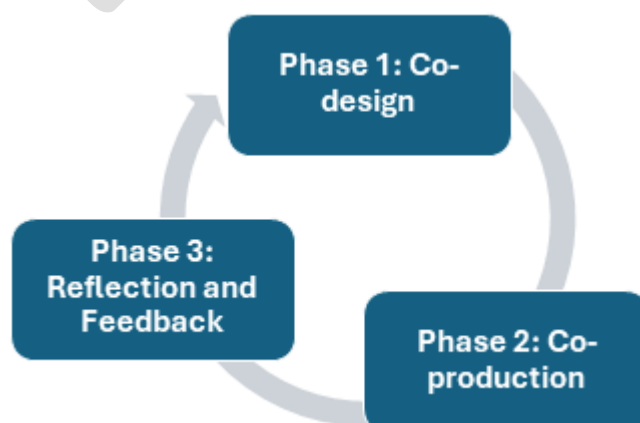 Phase 1: Co-
design
Phase 3:
Reflection and
Feedback
Phase 2: Co-
production